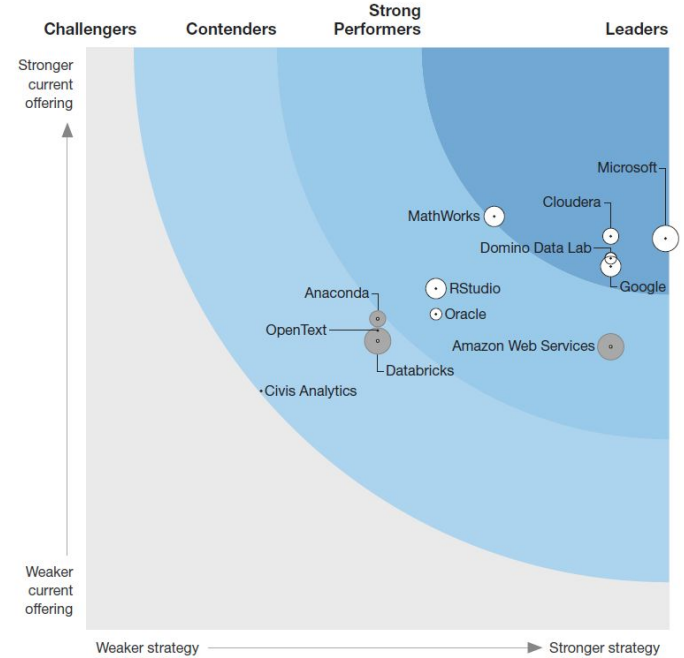 Challengers
Contenders
Strong
Performers
Leaders
Stronger
current
offering
Microsoft
Cloudera
MathWorks
Domino Data Lab
Google
RStudio
Anaconda
Oracle
OpenText
Amazon Web Services
Databricks
Civis Analytics
Weaker
current
offering
Weaker strategy
Stronger strategy